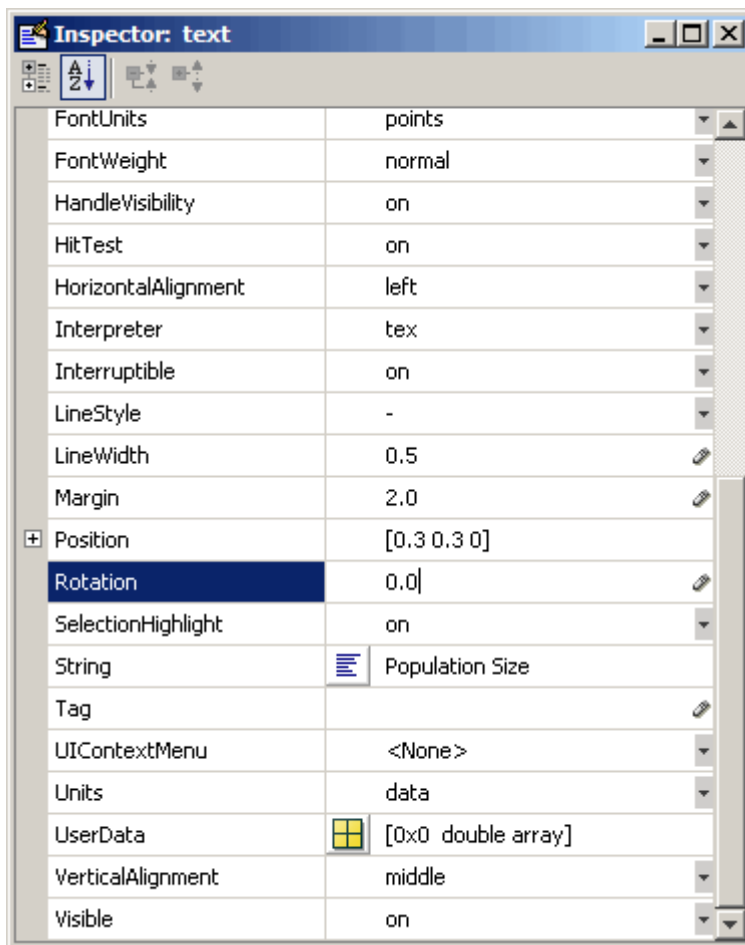 Inspector: text
FontUnits points
FontWeight normal
HandleVisibility on
HitTest on
HorizontalAlignment left
Interpreter tex
Interruptible on
LineStyle -
LineWidth 0.5
Margin 2.0
Position [0.3 0.3 0]
Rotation 0.0
SelectionHighlight on
String Population Size
Tag
UIContextMenu <None>
Units data
UserData [0x0 double array]
VerticalAlignment middle
Visible on